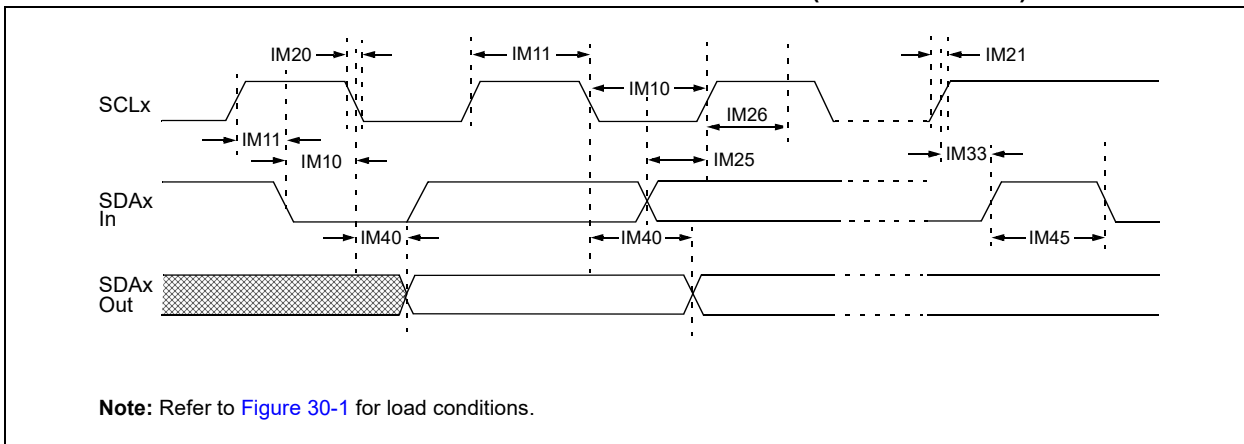 IM20
IM11
IM21
IM10
SCLx
IM26
IM11
IM33
IM10
IM25
SDAx
In
IM40
IM40
IM45
SDAx
Out
Note: Refer to Figure 30-1 for load conditions.